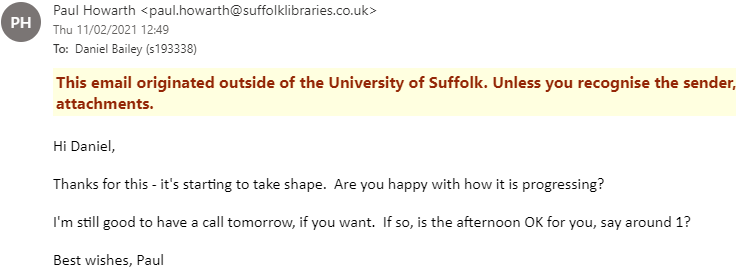 PH
Paul Howarth <paul.howarth@suffolklibraries.co.uk>
Thu 11/02/2021 12:49
To: Daniel Bailey (s193338)
This email originated outside of the University of Suffolk. Unless you recognise the sender,
attachments.
Hi Daniel,
Thanks for this - it's starting to take shape.  Are you happy with how it is progressing?
I'm still good to have a call tomorrow, if you want.  If so, is the afternoon OK for you, say around 1?
Best wishes, Paul